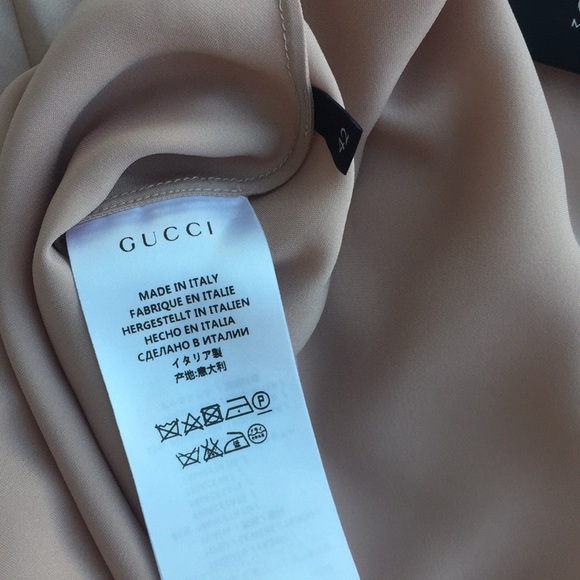 42
GUCCI
MADE IN ITALY
FABRIQUE EN ITALIE
HERGESTELLT IN ITALIEN
HECHO EN ITALIA
СДЕЛАНО В ИТАЛИИ
イタリア製
产地:意大利
P